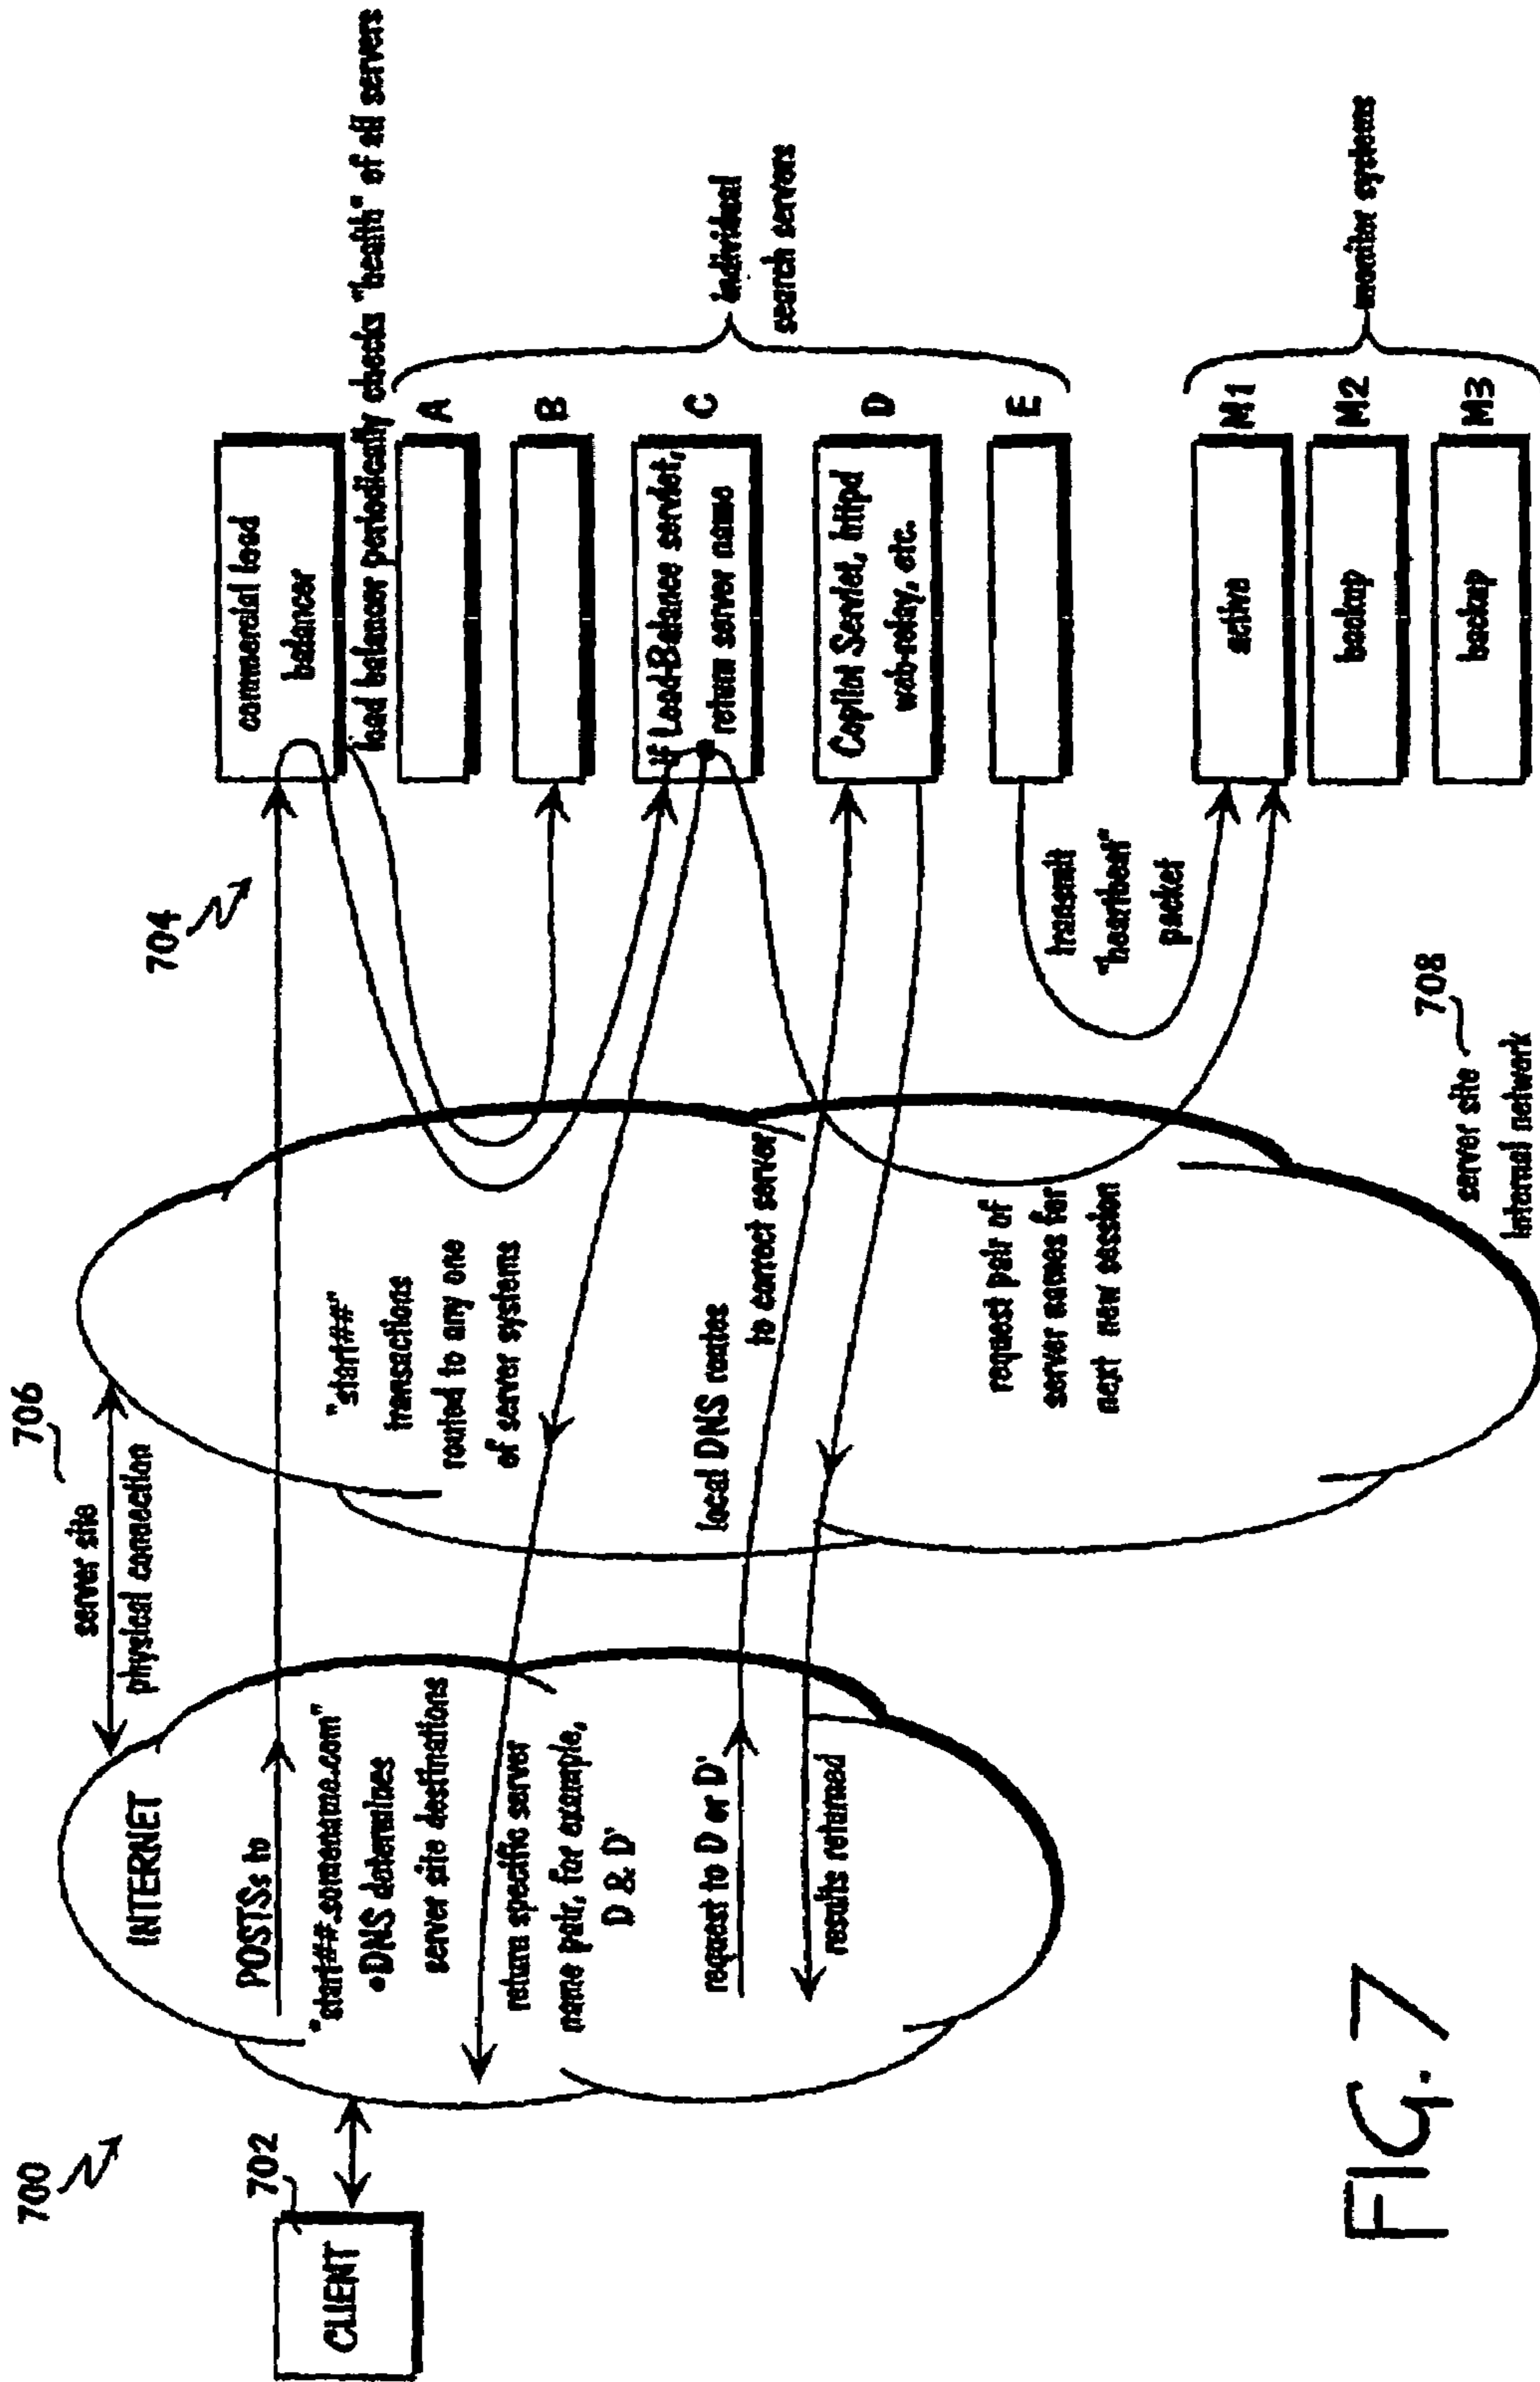 700
702
CLIENT
INTERNET
POSTs to
"start##.somename.com"
•DNS determines
server site destinations
return specific server
name pair, for example,
D & D'
request to D or D'
results returned
706
server site
physical connection
"start##"
transactions
routed to any one
of server systems
local DNS routes
to correct server
request pair of
server names for
next new session
708
server site
internal network
704
transmit
"heartbeat"
packet
commercial load
balancer
load balancer periodically checks "health" of all servers
A
B
if Load-Balance servlet,
return server name
C
Copilot Servlet, httpd
web-relay, etc.
D
E
individual
search servers
active
M1
backup
M2
backup
M3
monitor systems
FIG. 7